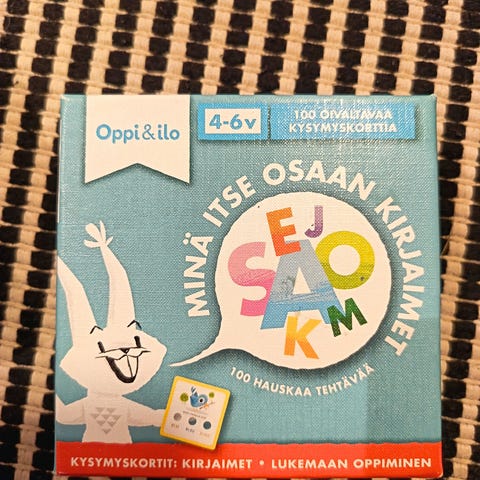 Oppi&ilo
4-6v
100 OIVALTAVAA
KYSYMYSKORTTIA
MINÄ ITSE OSAAN KIRJAIMET
E J
S A O
K M
100 HAUSKAA TEHTÄVÄÄ
KYSYMYSKORTIT: KIRJAIMET • LUKEMAAN OPPIMINEN